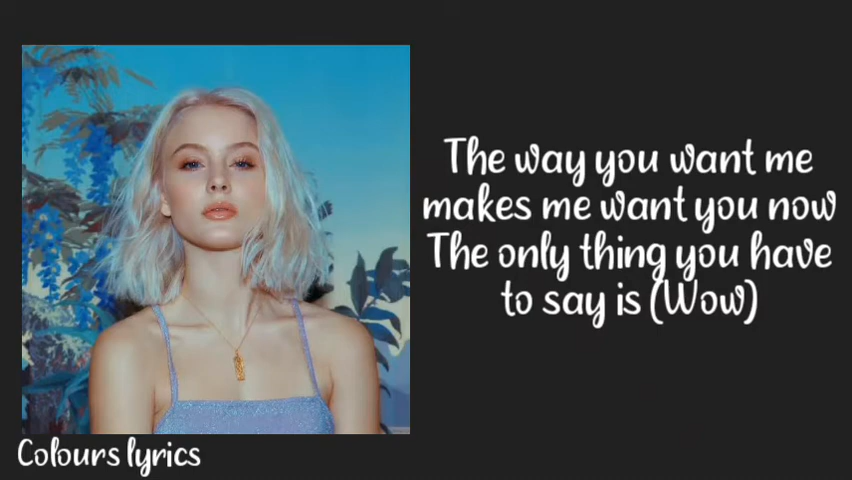 The way you want me
makes me want you now
The only thing you have
to say is (Wow)
Colours lyrics